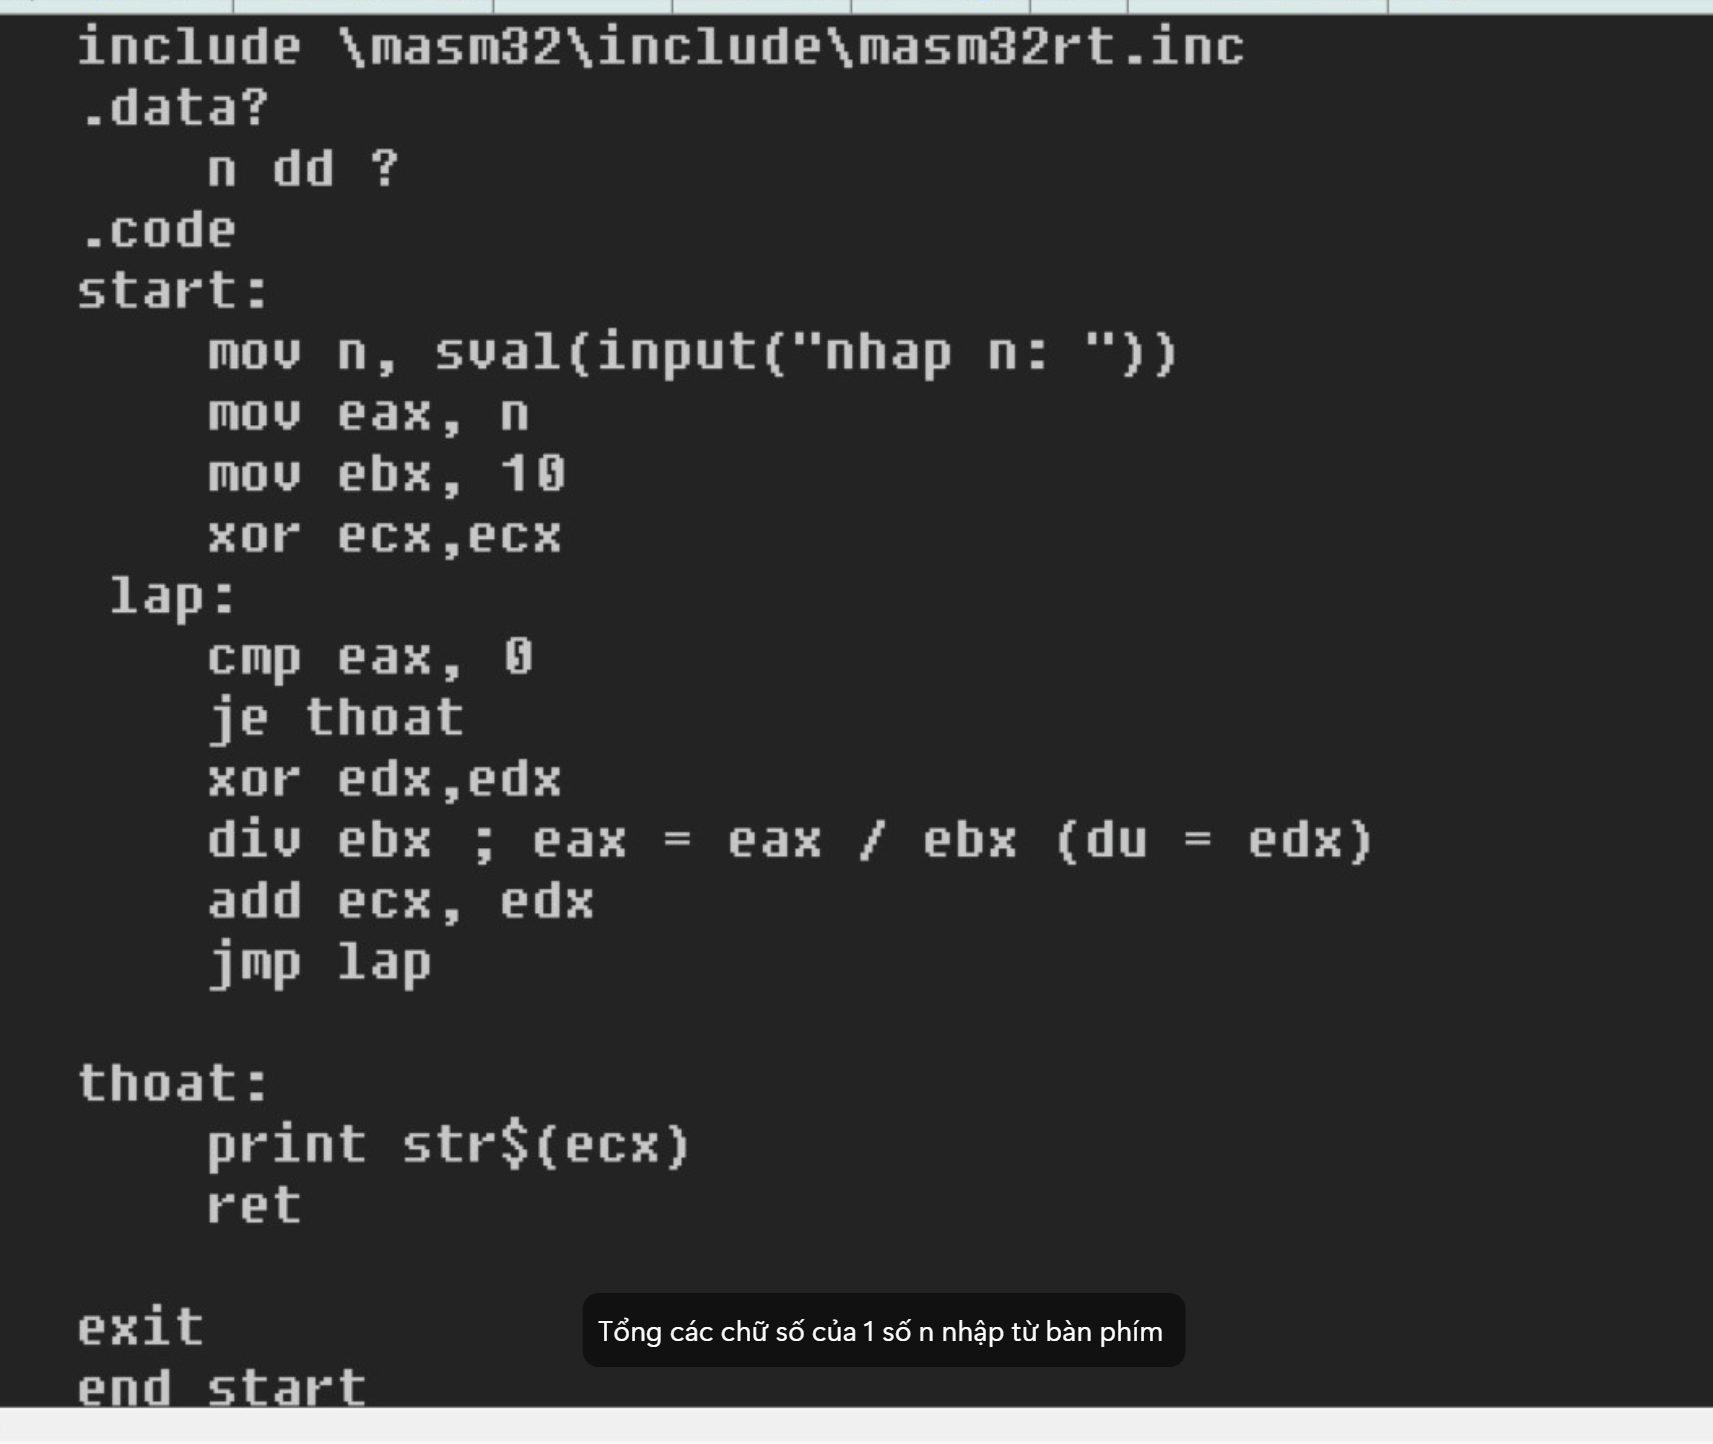 include \masm32\include\masm32rt.inc
.data?
n dd ?
.code
start:
mov n, sval(input("nhap n: "))
mov eax, n
mov ebx, 10
xor ecx,ecx
lap:
cmp eax, 0
je thoat
xor edx,edx
div ebx ; eax = eax / ebx (du = edx)
add ecx, edx
jmp lap
thoat:
print str$(ecx)
ret
exit
Tổng các chữ số của 1 số n nhập từ bàn phím
end start